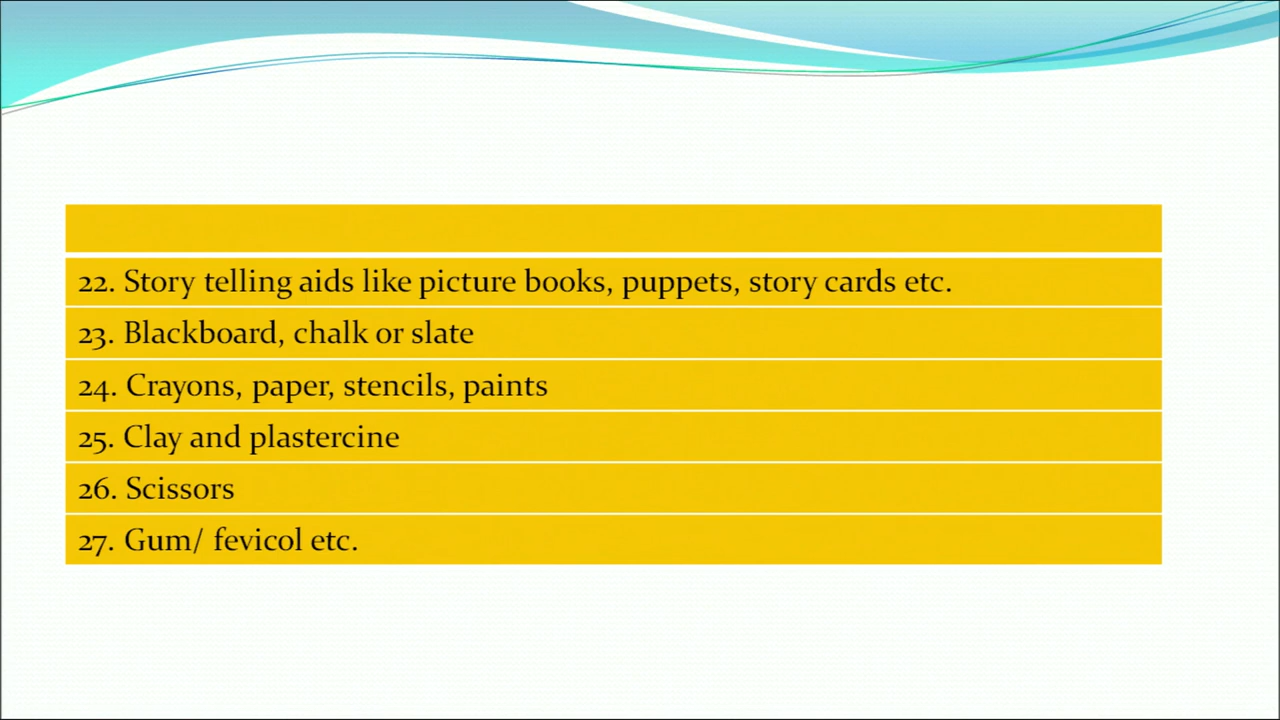 22. Story telling aids like picture books, puppets, story cards etc.
23. Blackboard, chalk or slate
24. Crayons, paper, stencils, paints
25. Clay and plastercine
26. Scissors
27. Gum/ fevicol etc.